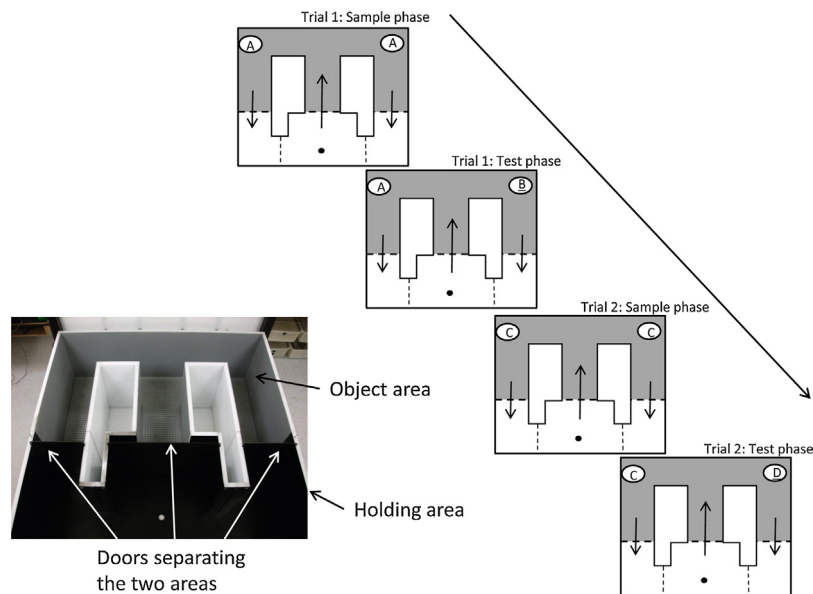 Trial 1: Sample phase
A A
Trial 1: Test phase
A B
Trial 2: Sample phase
C C
Object area
Trial 2: Test phase
C D
Holding area
Doors separating
the two areas